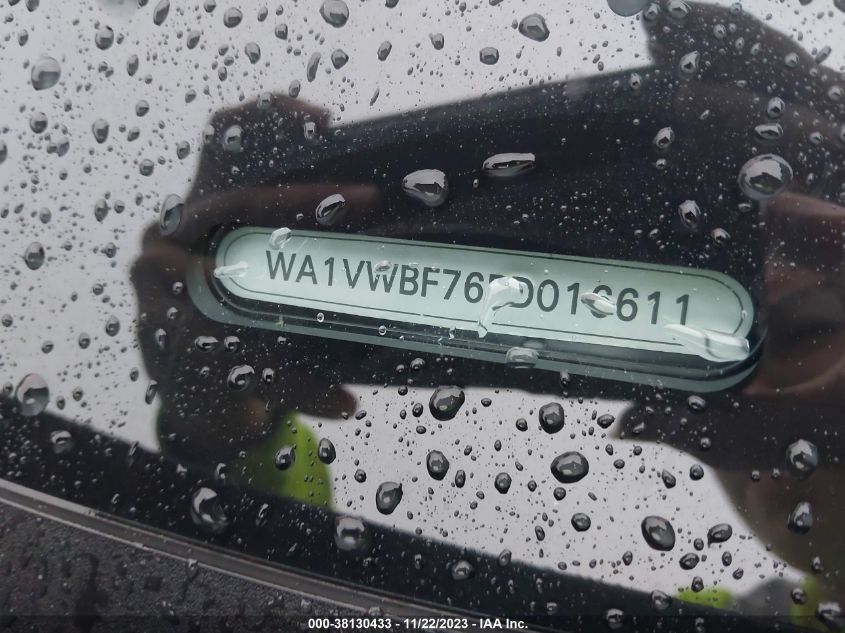 WA1VWBF76PD016611
000-38130433 - 11/22/2023 - IAA Inc.